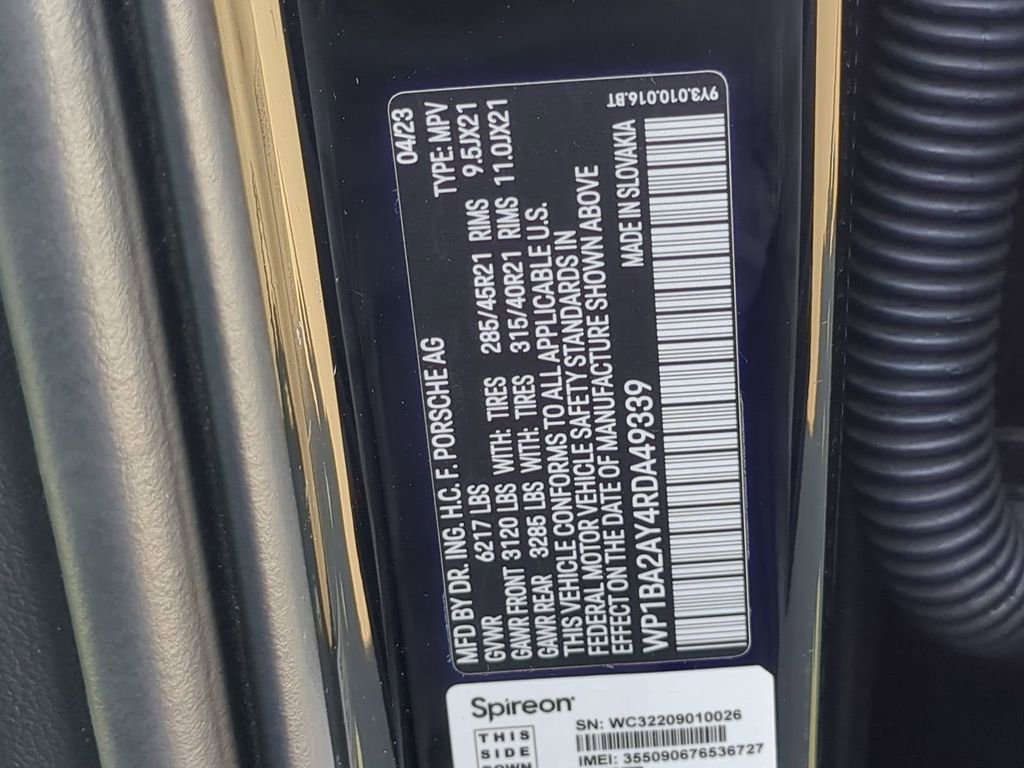 MFD BY DR. ING. H.C. F. PORSCHE AG 04/23
GVWR 6217 LBS TYPE: MPV
GAWR FRONT 3120 LBS WITH: TIRES 285/45R21 RIMS 9.5JX21
GAWR REAR 3285 LBS WITH: TIRES 315/40R21 RIMS 11.0JX21
THIS VEHICLE CONFORMS TO ALL APPLICABLE U.S.
FEDERAL MOTOR VEHICLE SAFETY STANDARDS IN
EFFECT ON THE DATE OF MANUFACTURE SHOWN ABOVE
WP1BA2AY4RDA49339 MADE IN SLOVAKIA
9Y3.010.016.BT
Spireon
THIS
SIDE
DOWN
SN: WC32209010026
IMEI: 355090676536727